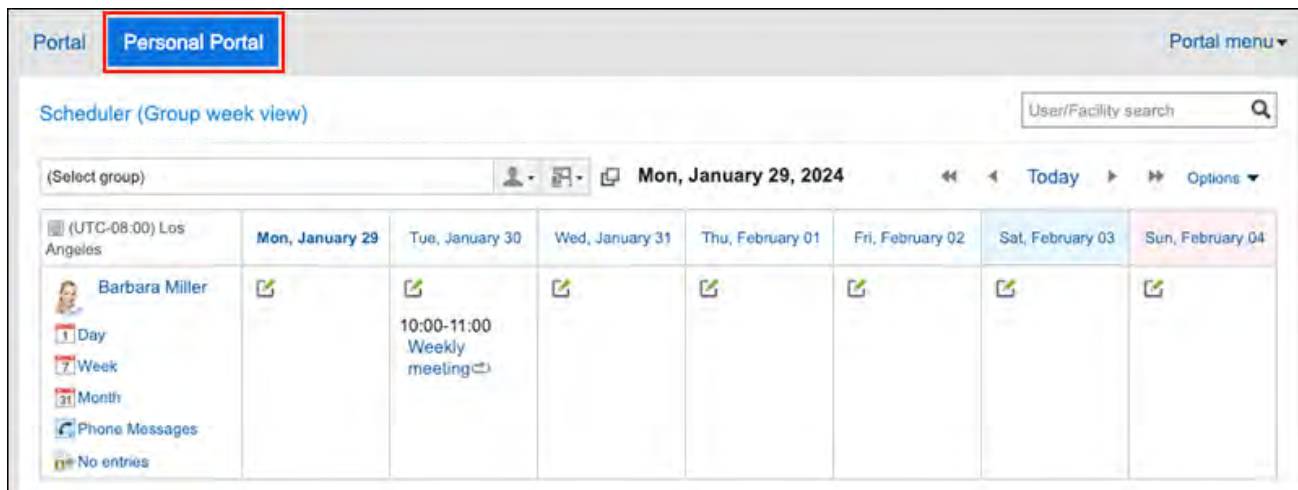 Portal Personal Portal Portal menu
Scheduler (Group week view) User/Facility search
(Select group) Mon, January 29, 2024 Today Options
(UTC-08:00) Los Angeles
Mon, January 29 Tue, January 30 Wed, January 31 Thu, February 01 Fri, February 02 Sat, February 03 Sun, February 04
Barbara Miller
10:00-11:00
Weekly
meeting
1 Day
7 Week
31 Month
Phone Messages
No entries